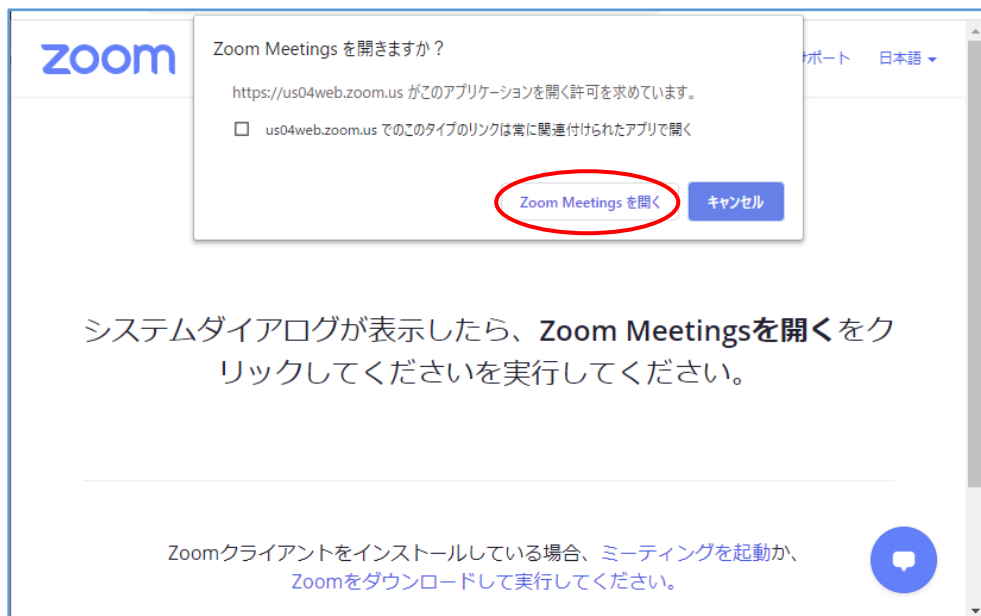 zoom
Zoom Meetings を開きますか？
https://us04web.zoom.us がこのアプリケーションを開く許可を求めています。
us04web.zoom.us でのこのタイプのリンクは常に関連付けられたアプリで開く
Zoom Meetings を開く
キャンセル
ポート
日本語
システムダイアログが表示したら、Zoom Meetingsを開くをク
リックしてくださいを実行してください。
Zoomクライアントをインストールしている場合、ミーティングを起動か、
Zoomをダウンロードして実行してください。